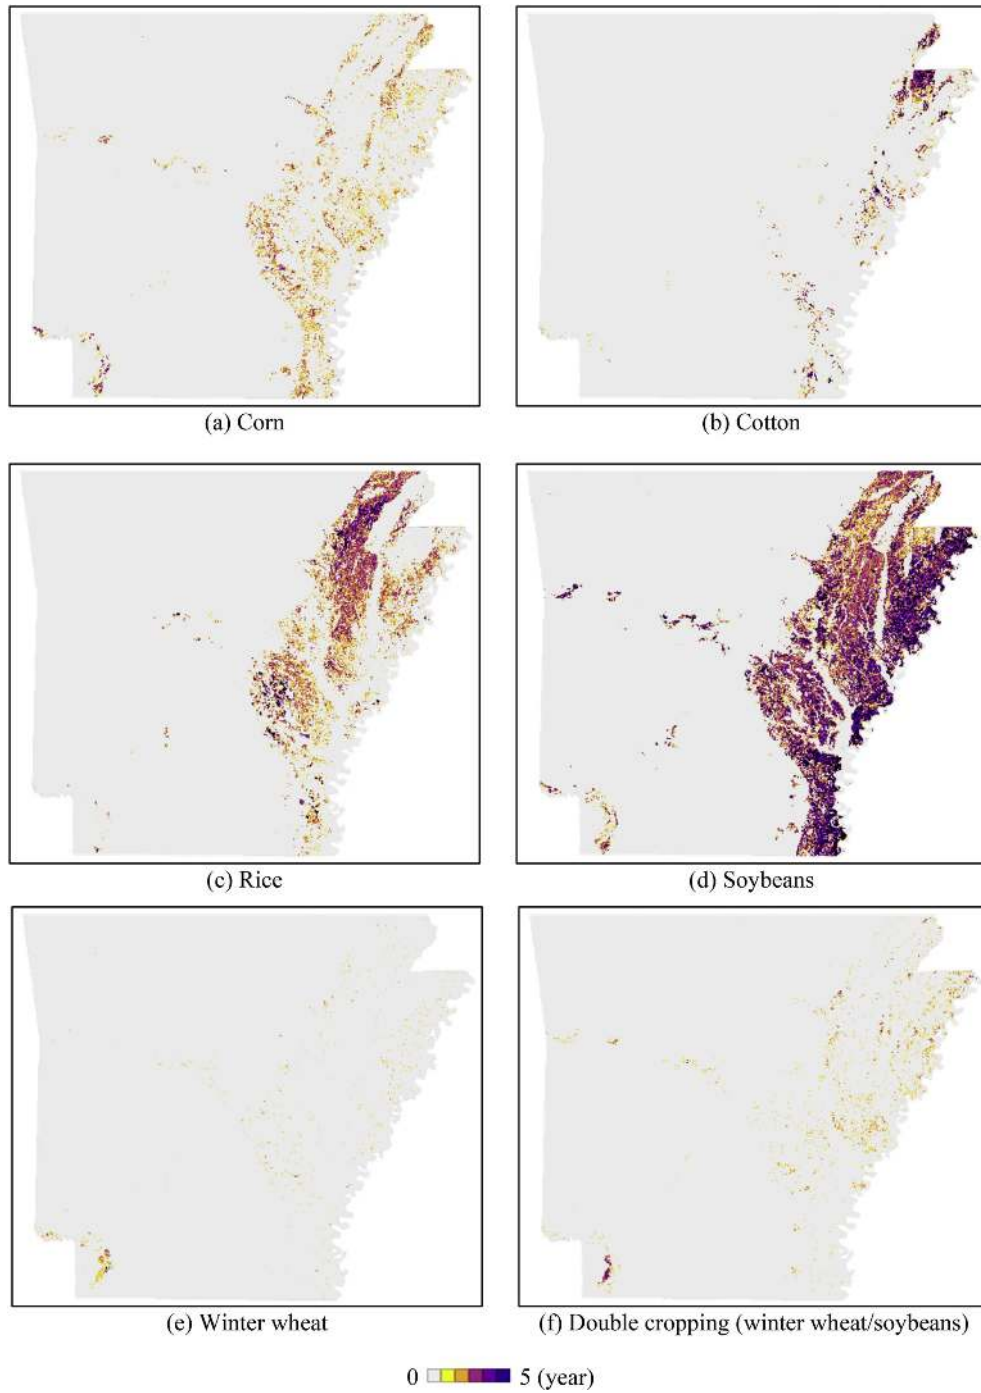 (a) Corn
(b) Cotton
(c) Rice
(d) Soybeans
(e) Winter wheat
(f) Double cropping (winter wheat/soybeans)
0 5 (year)